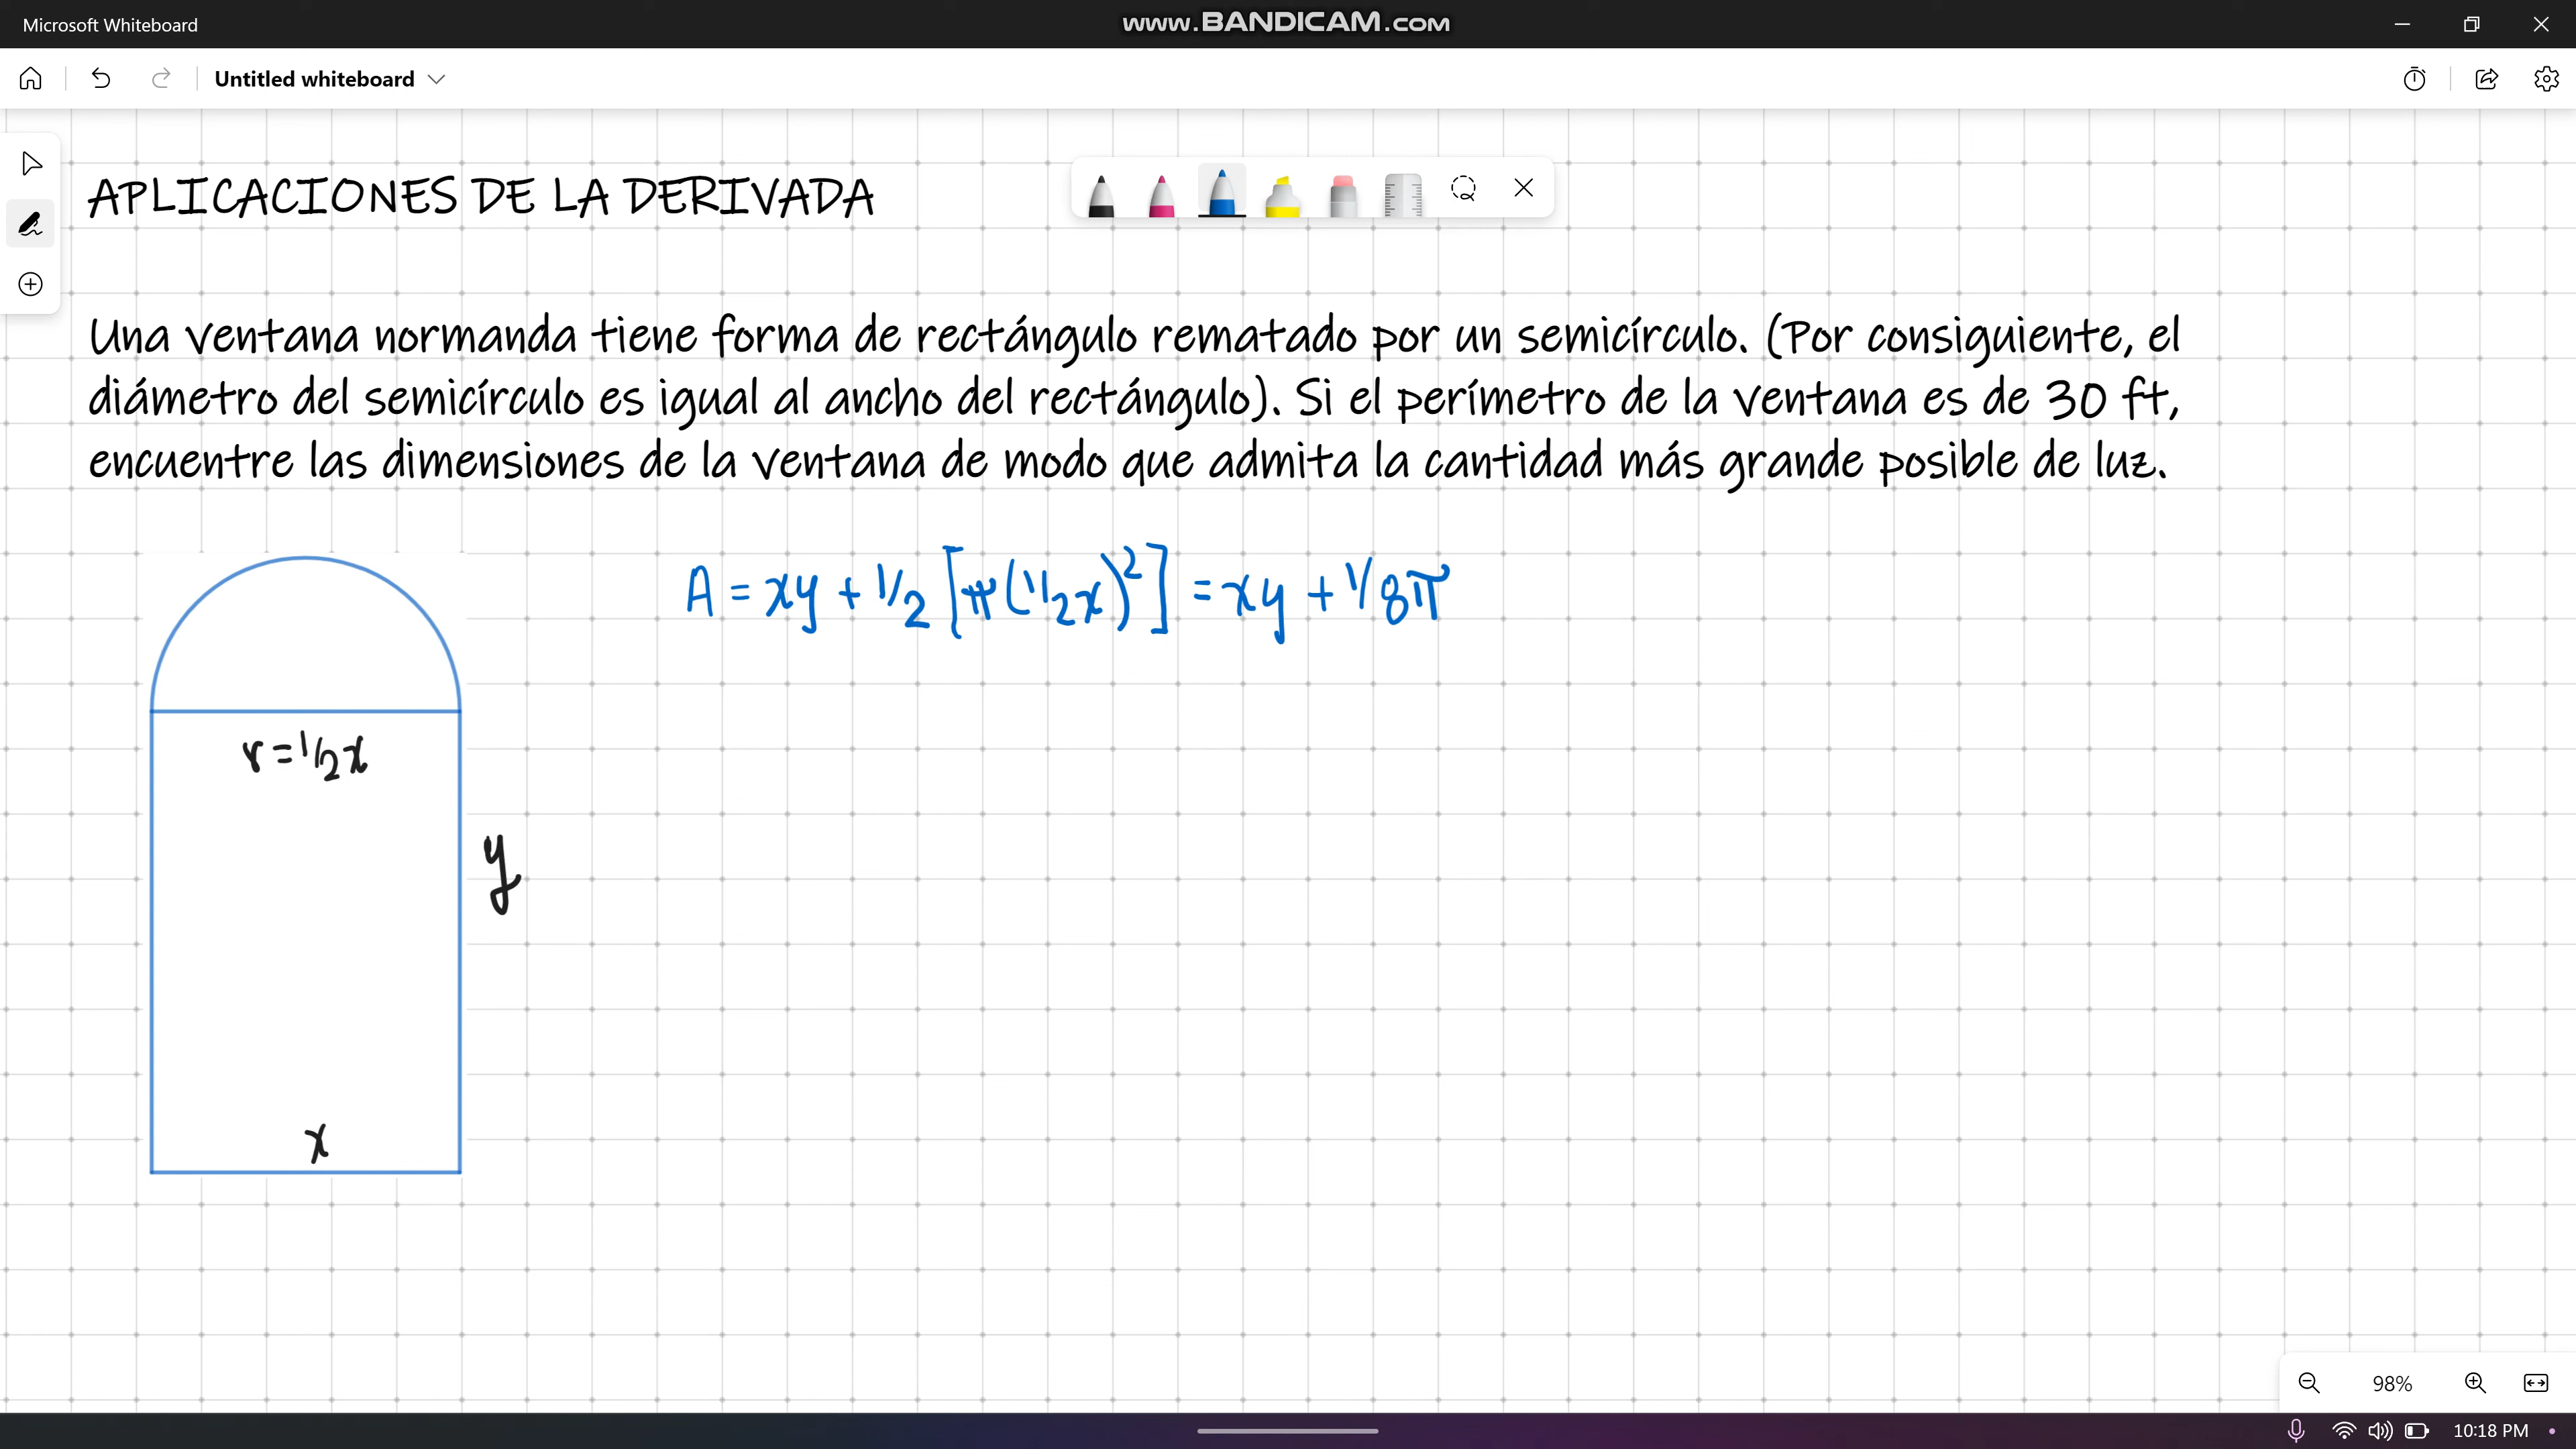 Microsoft Whiteboard
www.BANDICAM.com
Untitled whiteboard
APLICACIONES DE LA DERIVADA
Una ventana normanda tiene forma de rectángulo rematado por un semicírculo. (Por consiguiente, el
diámetro del semicírculo es igual al ancho del rectángulo). Si el perímetro de la ventana es de 30 ft,
encuentre las dimensiones de la ventana de modo que admita la cantidad más grande posible de luz.
A = xy + 1/2 [π(1/2x)²] = xy + 1/8π
r = 1/2x
y
x
98%
10:18 PM